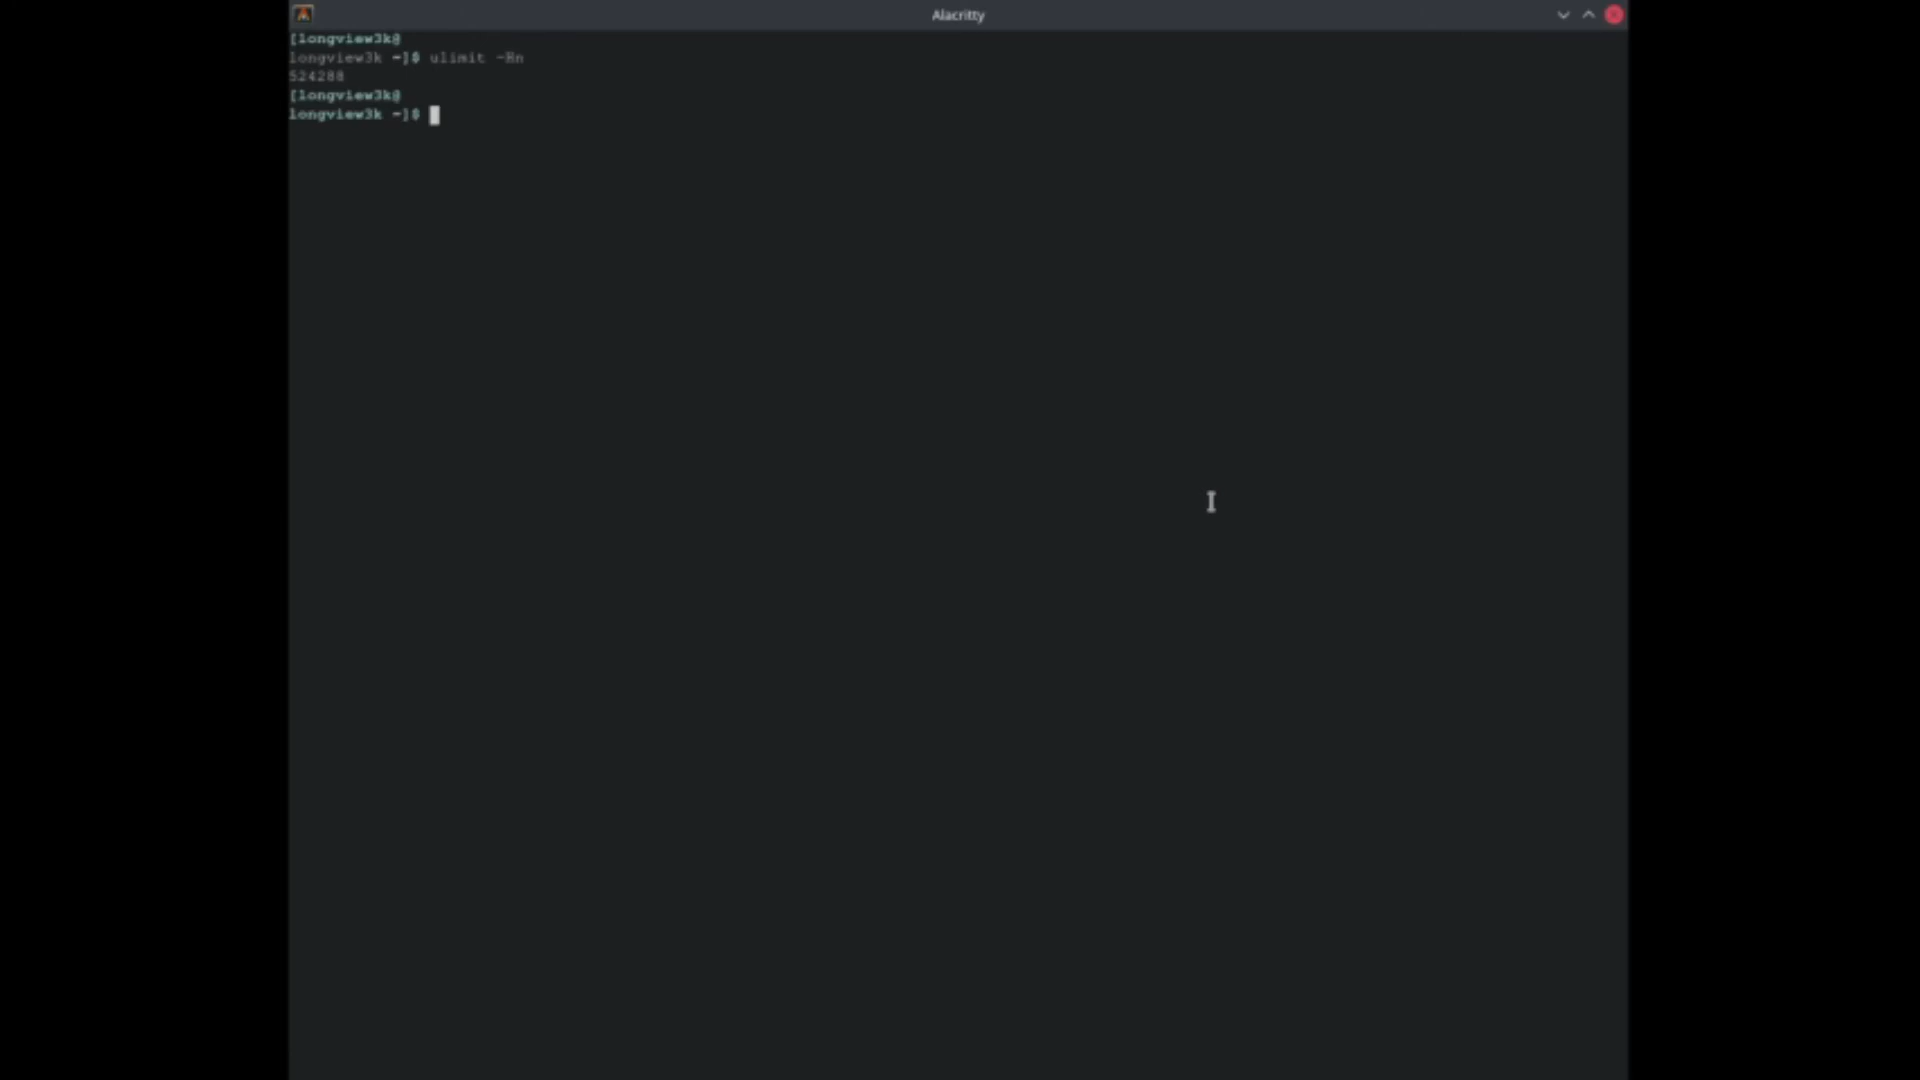 Alacritty
[longview3k@
longview3k ~]$ ulimit -Hn
524288
[longview3k@
longview3k ~]$